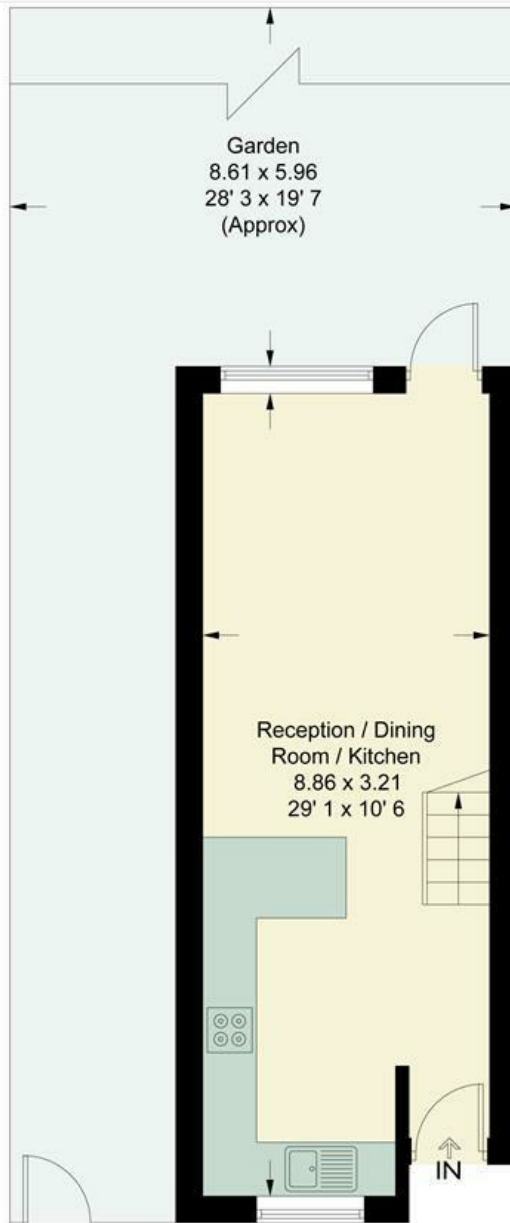 Garden
8.61 x 5.96
28' 3 x 19' 7
(Approx)
Reception / Dining
Room / Kitchen
8.86 x 3.21
29' 1 x 10' 6
IN